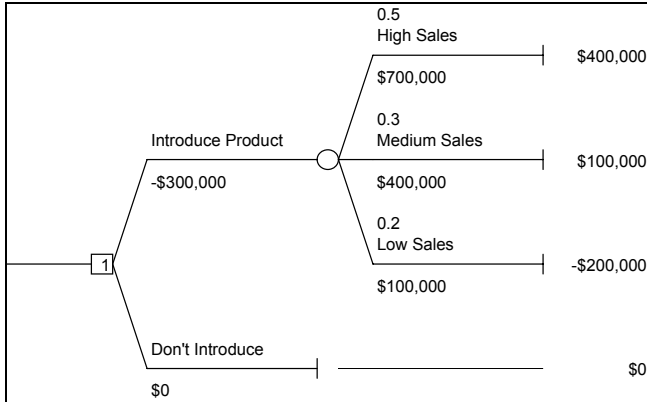 0.5
High Sales
$400,000
$700,000
0.3
Introduce Product
Medium Sales
$100,000
-$300,000
$400,000
0.2
Low Sales
1
-$200,000
$100,000
Don't Introduce
$0
$0